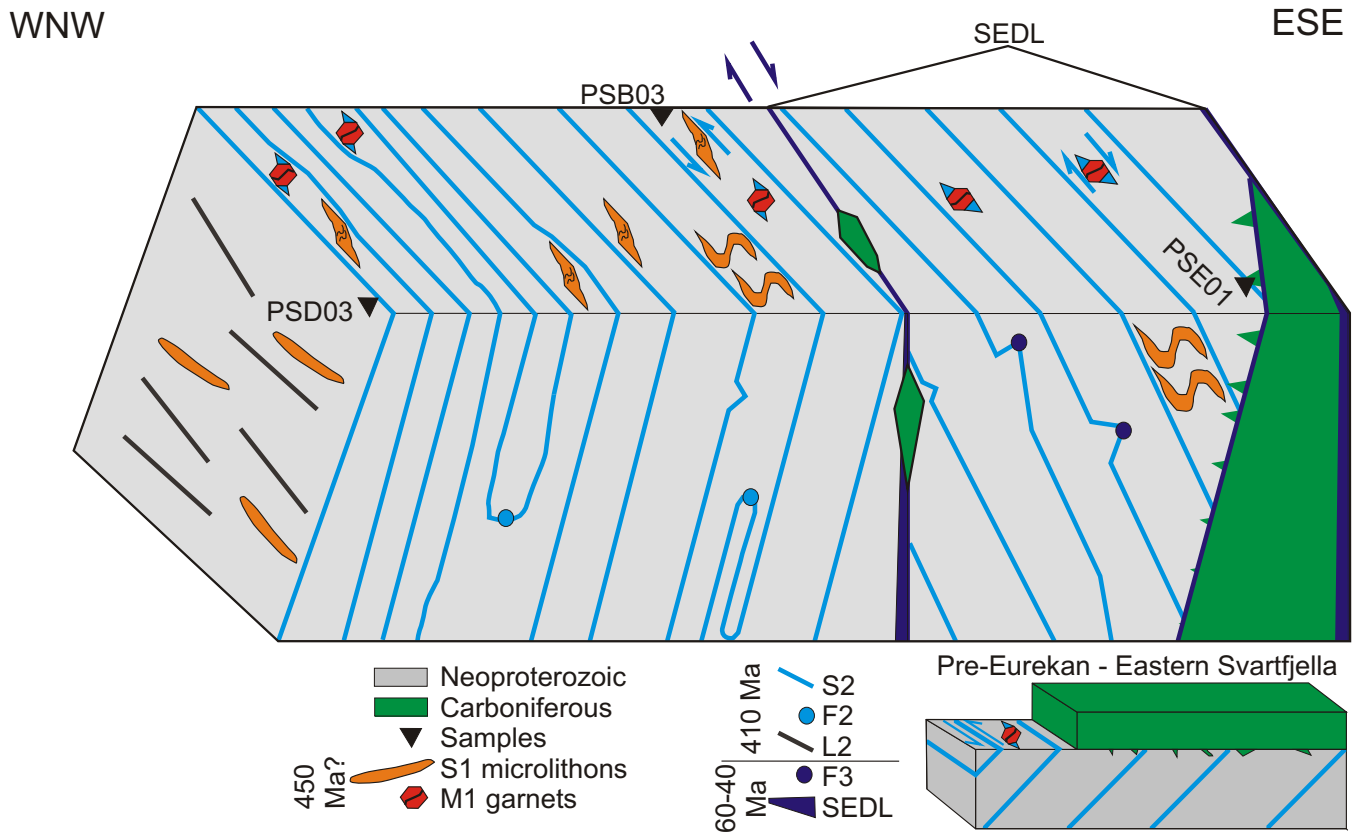 WNW
ESE
SEDL
PSB03
PSE01
PSD03
Neoproterozoic
Carboniferous
Samples
450 Ma?
S1 microlithons
M1 garnets
410 Ma
S2
F2
L2
60-40 Ma
F3
SEDL
Pre-Eurekan - Eastern Svartfjella